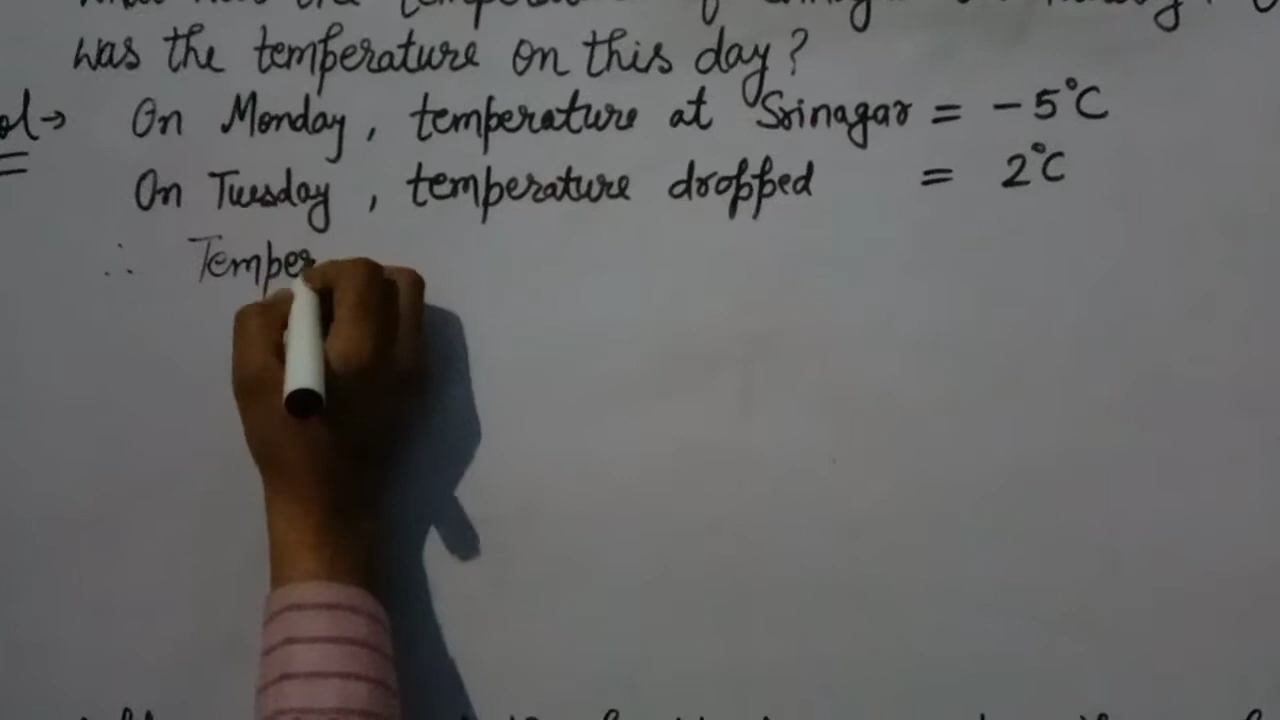 was the temperature on this day?
On Monday, temperature at Srinagar = -5°C
On Tuesday, temperature dropped = 2°C
∴ Temper